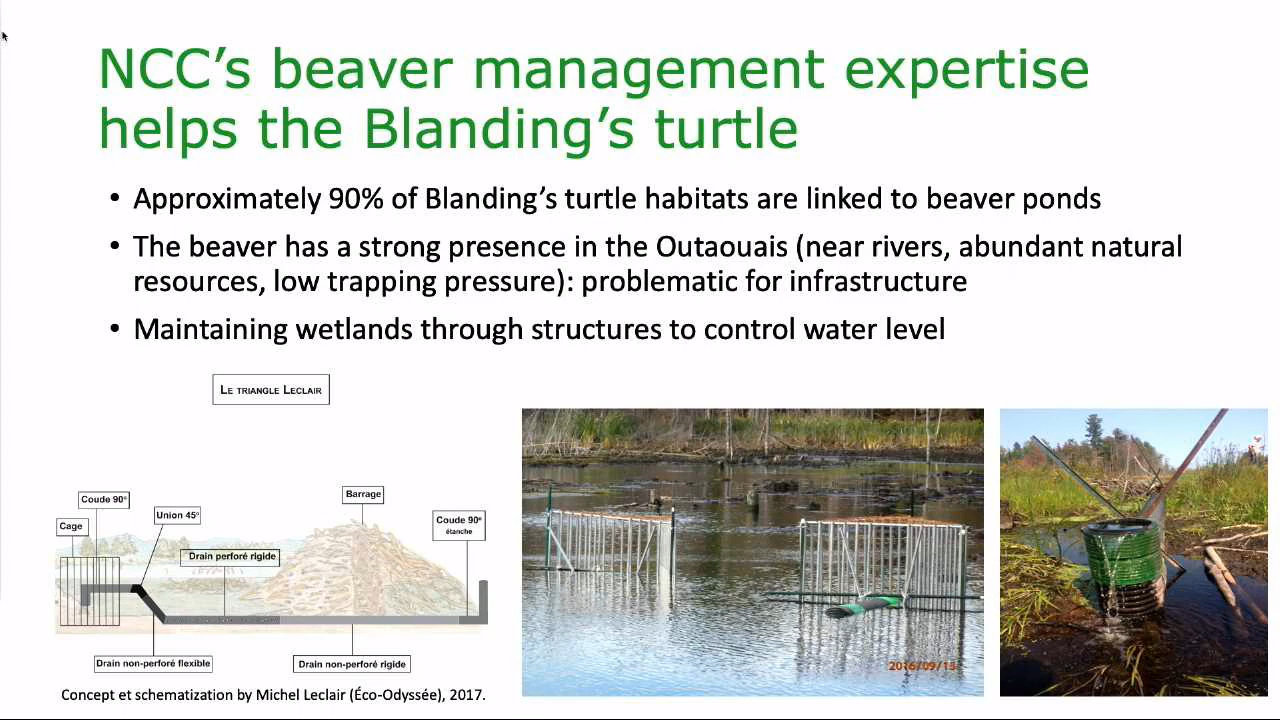 NCC’s beaver management expertise
helps the Blanding’s turtle
• Approximately 90% of Blanding’s turtle habitats are linked to beaver ponds
• The beaver has a strong presence in the Outaouais (near rivers, abundant natural
resources, low trapping pressure): problematic for infrastructure
• Maintaining wetlands through structures to control water level
LE TRIANGLE LECLAIR
Barrage
Coude 90°
Union 45°
Coude 90°
étanche
Cage
Drain perforé rigide
Drain non-perforé flexible
Drain non-perforé rigide
Concept et schematization by Michel Leclair (Éco-Odyssée), 2017.
2016/09/13